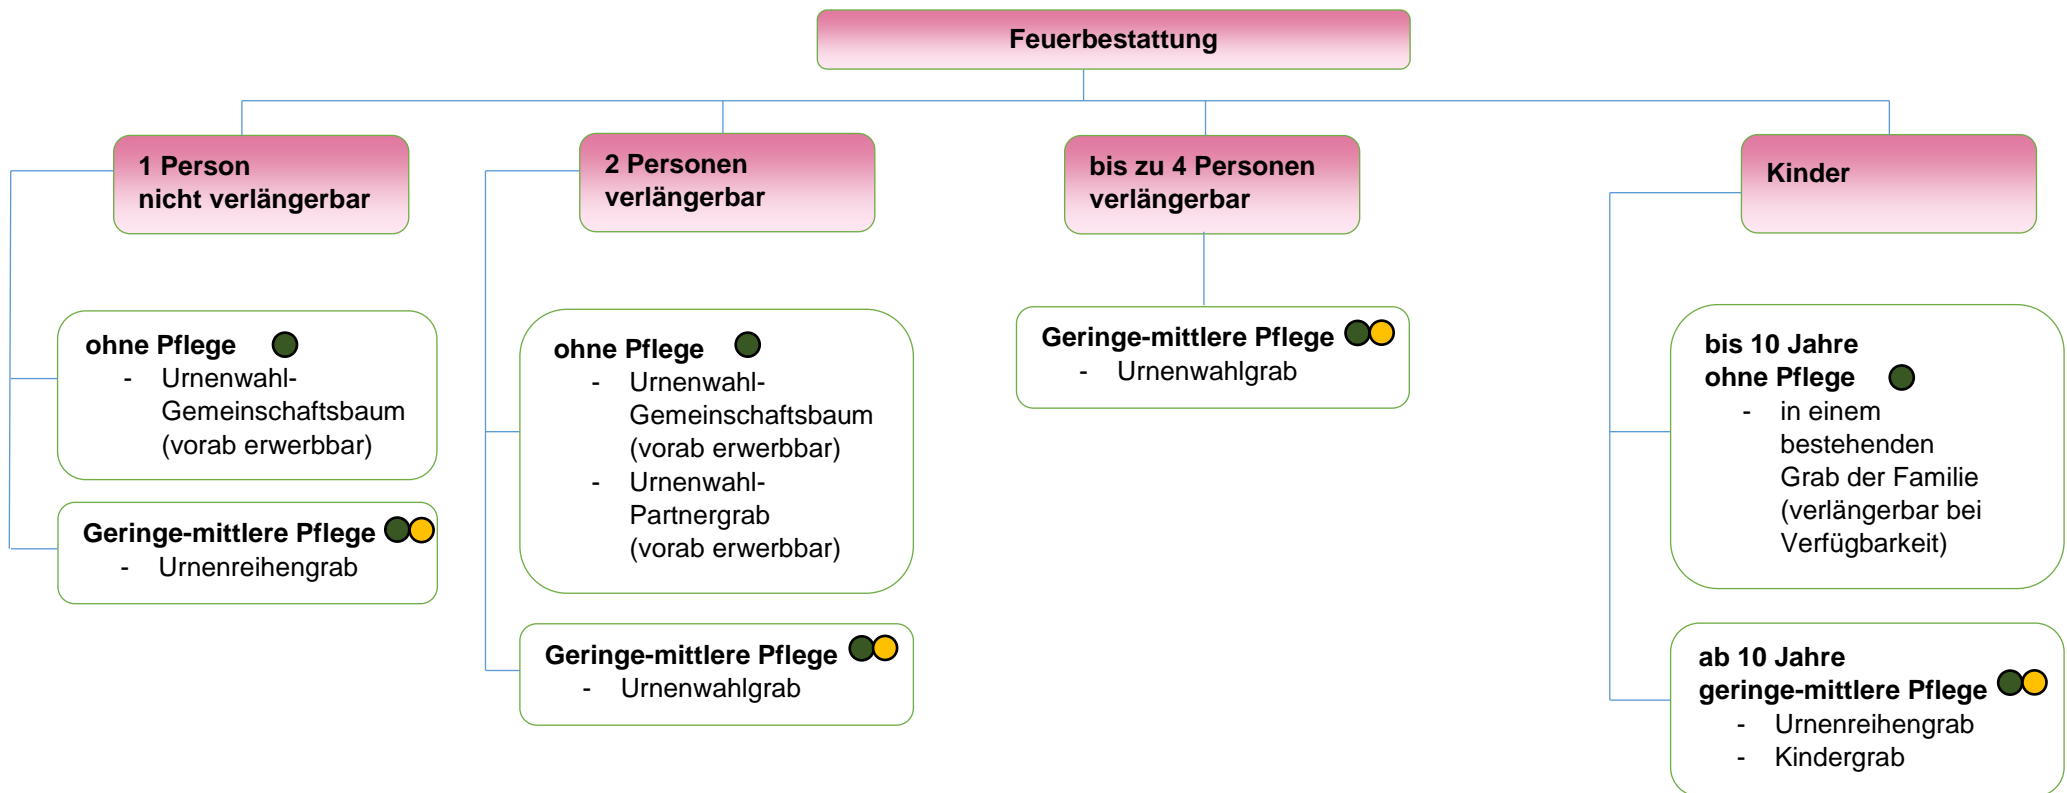 Feuerbestattung
1 Person
nicht verlängerbar
ohne Pflege
- Urnenwahl-
Gemeinschaftsbaum
(vorab erwerbbar)
Geringe-mittlere Pflege
- Urnenreihengrab
2 Personen
verlängerbar
ohne Pflege
- Urnenwahl-
Gemeinschaftsbaum
(vorab erwerbbar)
- Urnenwahl-
Partnergrab
(vorab erwerbbar)
Geringe-mittlere Pflege
- Urnenwahlgrab
bis zu 4 Personen
verlängerbar
Geringe-mittlere Pflege
- Urnenwahlgrab
Kinder
bis 10 Jahre
ohne Pflege
- in einem
bestehenden
Grab der Familie
(verlängerbar bei
Verfügbarkeit)
ab 10 Jahre
geringe-mittlere Pflege
- Urnenreihengrab
- Kindergrab